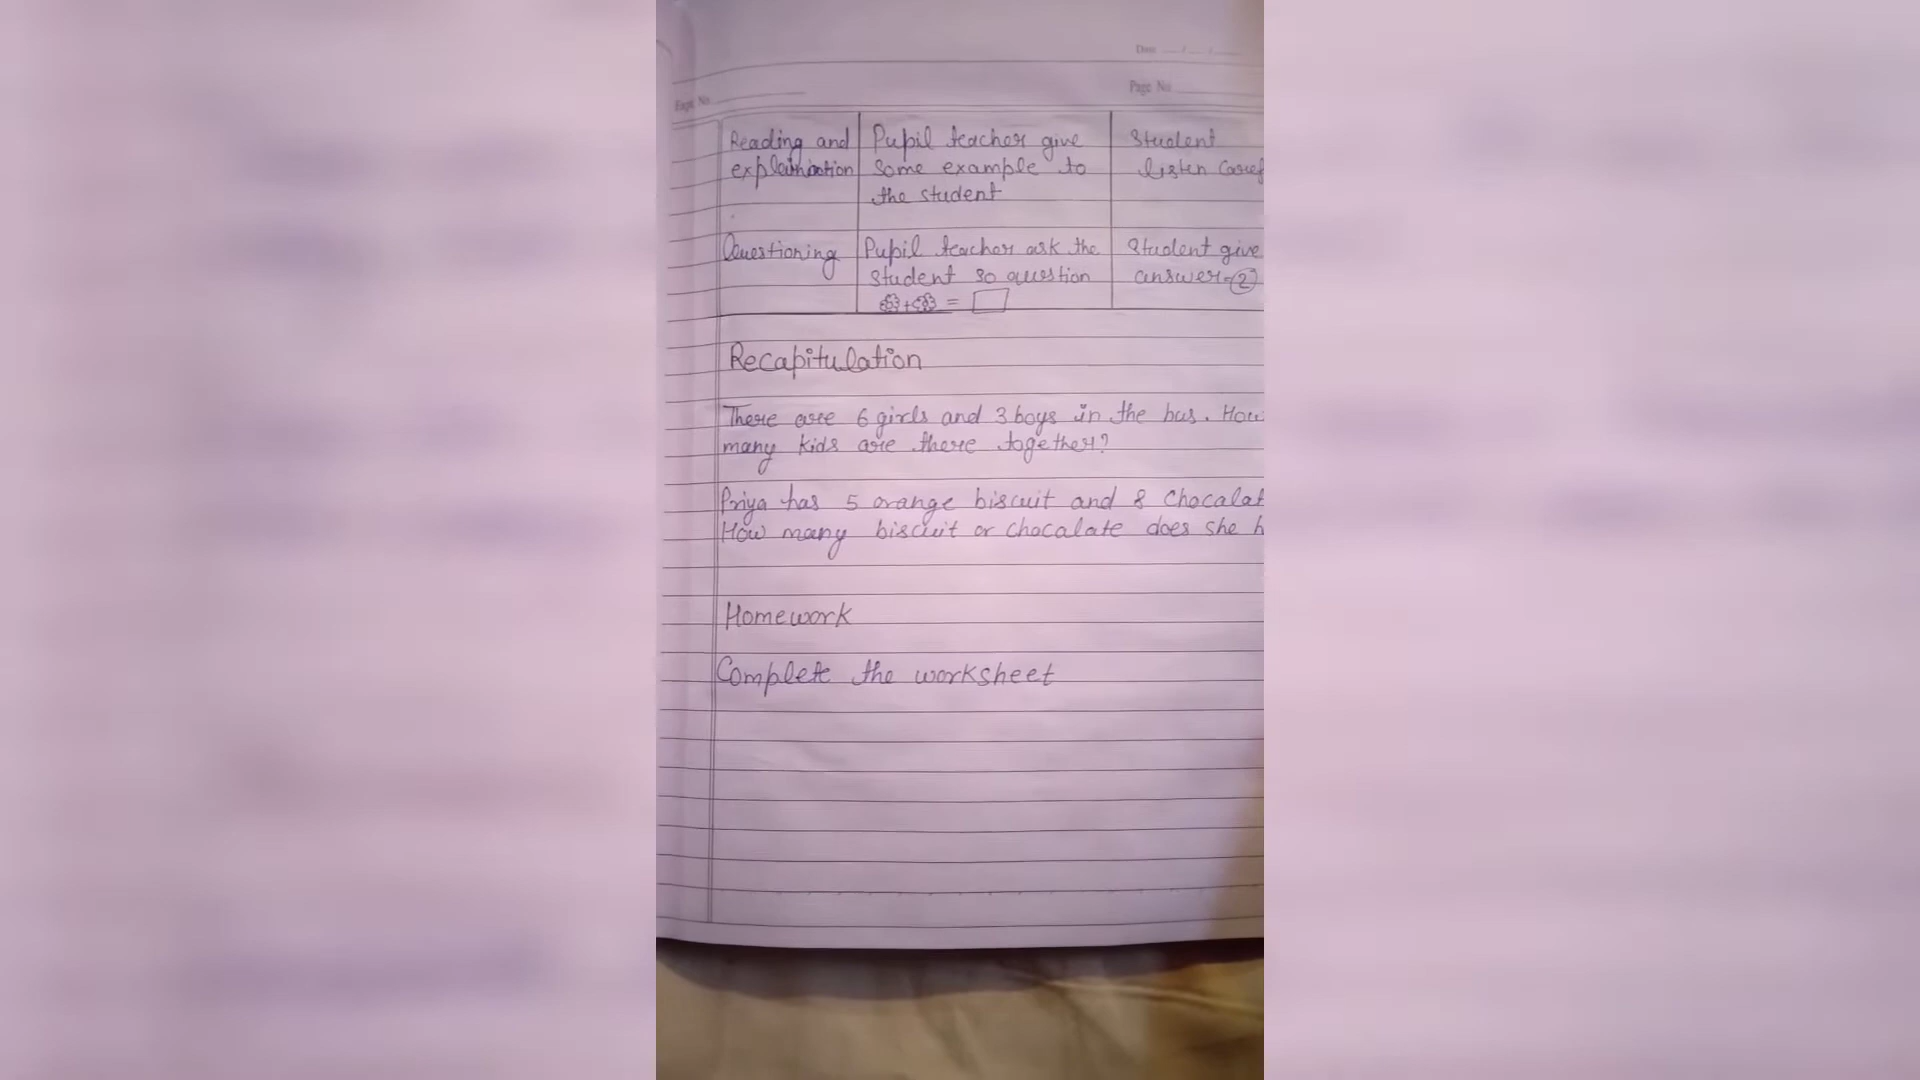 Date
Page No
Expt. No
Reading and
explaination
Pupil teacher give
some example to
the student
Student
listen
Questioning
Pupil teacher ask the
student so question
+ =
Student give
answer-2
Recapitulation
There are 6 girls and 3 boys in the bus. How
many kids are there together?
Priya has 5 orange biscuit and 8 chocalat
How many biscuit or chocalate does she h
Homework
Complete the worksheet